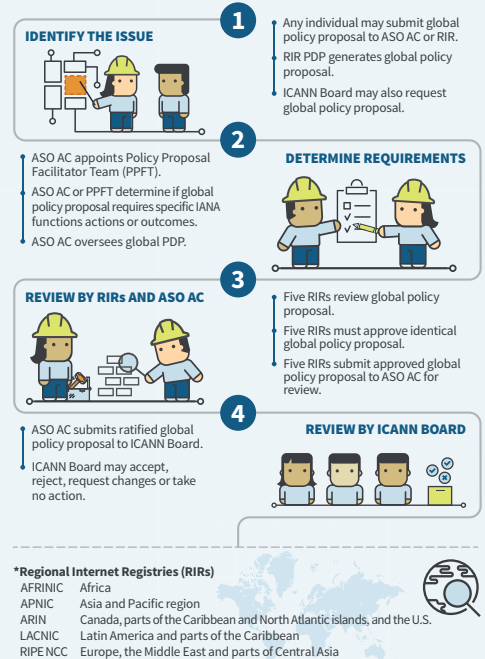 1
IDENTIFY THE ISSUE
Any individual may submit global
policy proposal to ASO AC or RIR.
RIR PDP generates global policy
proposal.
ICANN Board may also request
global policy proposal.
2
DETERMINE REQUIREMENTS
ASO AC appoints Policy Proposal
Facilitator Team (PPFT).
ASO AC or PPFT determine if global
policy proposal requires specific IANA
functions actions or outcomes.
ASO AC oversees global PDP.
3
REVIEW BY RIRs AND ASO AC
Five RIRs review global policy
proposal.
Five RIRs must approve identical
global policy proposal.
Five RIRs submit approved global
policy proposal to ASO AC for
review.
4
REVIEW BY ICANN BOARD
ASO AC submits ratified global
policy proposal to ICANN Board.
ICANN Board may accept,
reject, request changes or take
no action.
*Regional Internet Registries (RIRs)
AFRINIC Africa
APNIC Asia and Pacific region
ARIN Canada, parts of the Caribbean and North Atlantic islands, and the U.S.
LACNIC Latin America and parts of the Caribbean
RIPE NCC Europe, the Middle East and parts of Central Asia